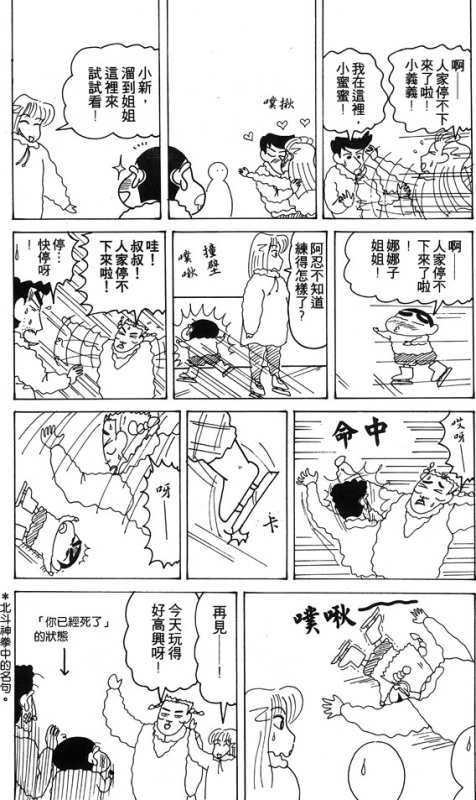 啊——
人家停不下
來了啦！
小義義！
我在這裡
小蜜蜜！
噗揪
小新，
溜到姐姐
這裡來
試試看！
啊——
人家停不
下來了啦
！
娜娜子
姐姐！
阿忍不知道
練得怎樣了？
撞壁
噗啾
哇！
叔叔！
人家停不
下來啦！
停…
快停呀
！
哎呀
命中
卡
呀
噗啾——
再見——
今天玩得
好高興呀！
「你已經死了」
的狀態
＊北斗神拳中的名句。